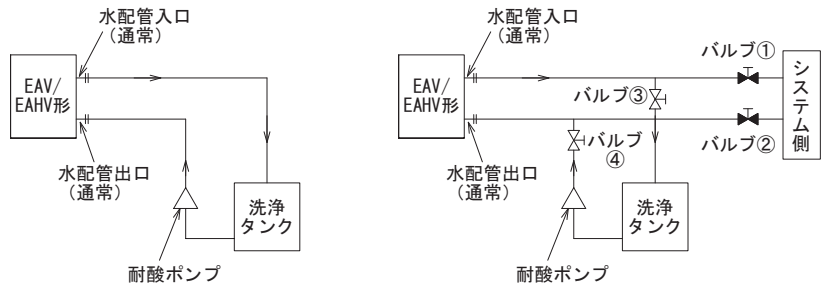 水配管入口
（通常）
EAV/
EAHV形
水配管出口
（通常）
洗浄
タンク
耐酸ポンプ
水配管入口
（通常）
バルブ①
EAV/
EAHV形
バルブ③
システム側
バルブ②
バルブ
④
水配管出口
（通常）
洗浄
タンク
耐酸ポンプ